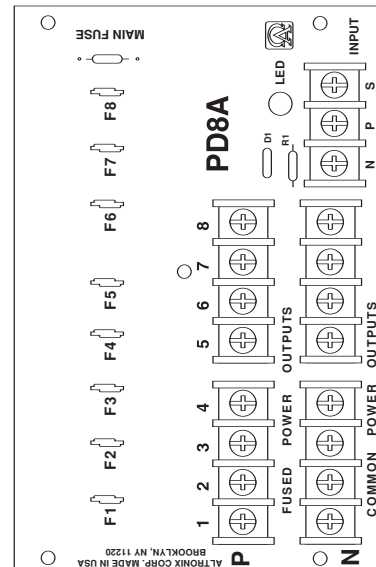 MAIN FUSE
F8
F7
F6
F5
F4
F3
F2
F1
ALTRONIX CORP. MADE IN USA
BROOKLYN, NY 11220
PD8A
LED
D1
R1
INPUT
S
P
N
8
7
6
5
4
3
2
1
P
FUSED POWER OUTPUTS
N
COMMON POWER OUTPUTS